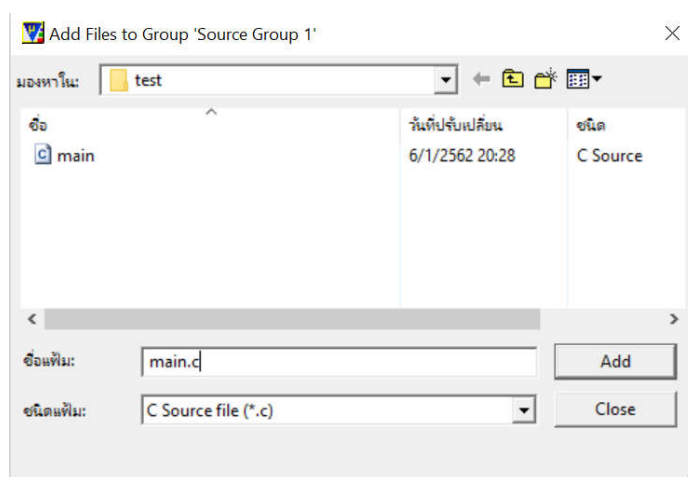 Add Files to Group 'Source Group 1'
มองหาใน: test
ชื่อ วันที่ปรับเปลี่ยน ชนิด
main 6/1/2562 20:28 C Source
ชื่อแฟ้ม: main.c Add
ชนิดแฟ้ม: C Source file (*.c) Close